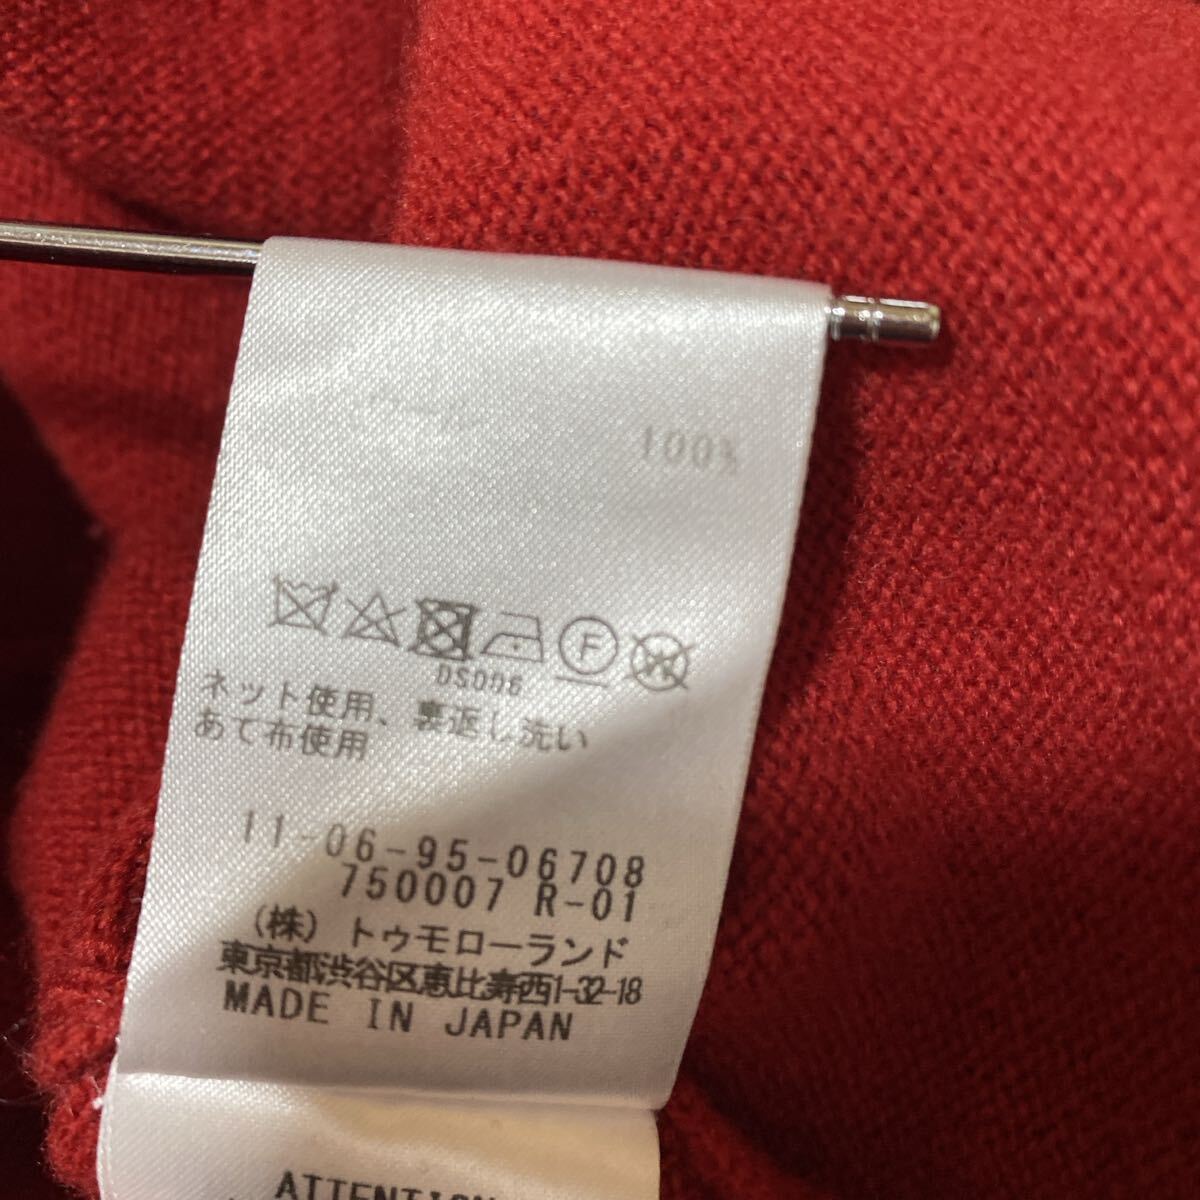 100%
F
W
DS006
ネット使用、裏返し洗い
あて布使用
11-06-95-06708
750007 R-01
(株) トゥモローランド
東京都渋谷区恵比寿西1-32-18
MADE IN JAPAN
ATTENTION